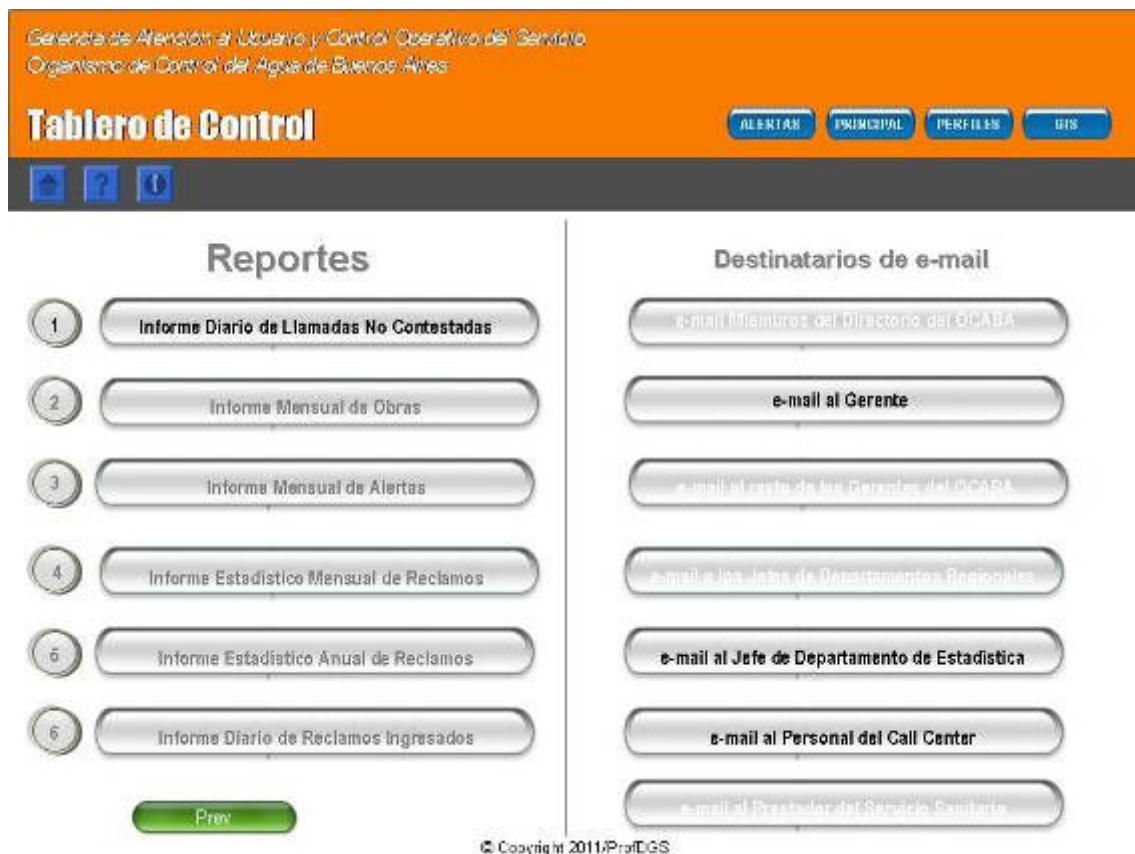 Gerencia de Atención al Usuario y Control Operativo del Servicio
Organismo de Control del Agua de Buenos Aires
Tablero de Control
ALERTAS PRINCIPAL PERFILES GIS
?
Reportes
1 Informe Diario de Llamadas No Contestadas
2 Informe Mensual de Obras
3 Informe Mensual de Alertas
4 Informe Estadístico Mensual de Reclamos
5 Informe Estadístico Anual de Reclamos
6 Informe Diario de Reclamos Ingresados
Prev
Destinatarios de e-mail
e-mail Miembros del Directorio del OCABA
e-mail al Gerente
e-mail al resto de los Gerentes del OCABA
e-mail a los Jefes de Departamentos Regionales
e-mail al Jefe de Departamento de Estadística
e-mail al Personal del Call Center
e-mail al Prestador del Servicio Sanitario
© Copyright 2011/ProfDGS